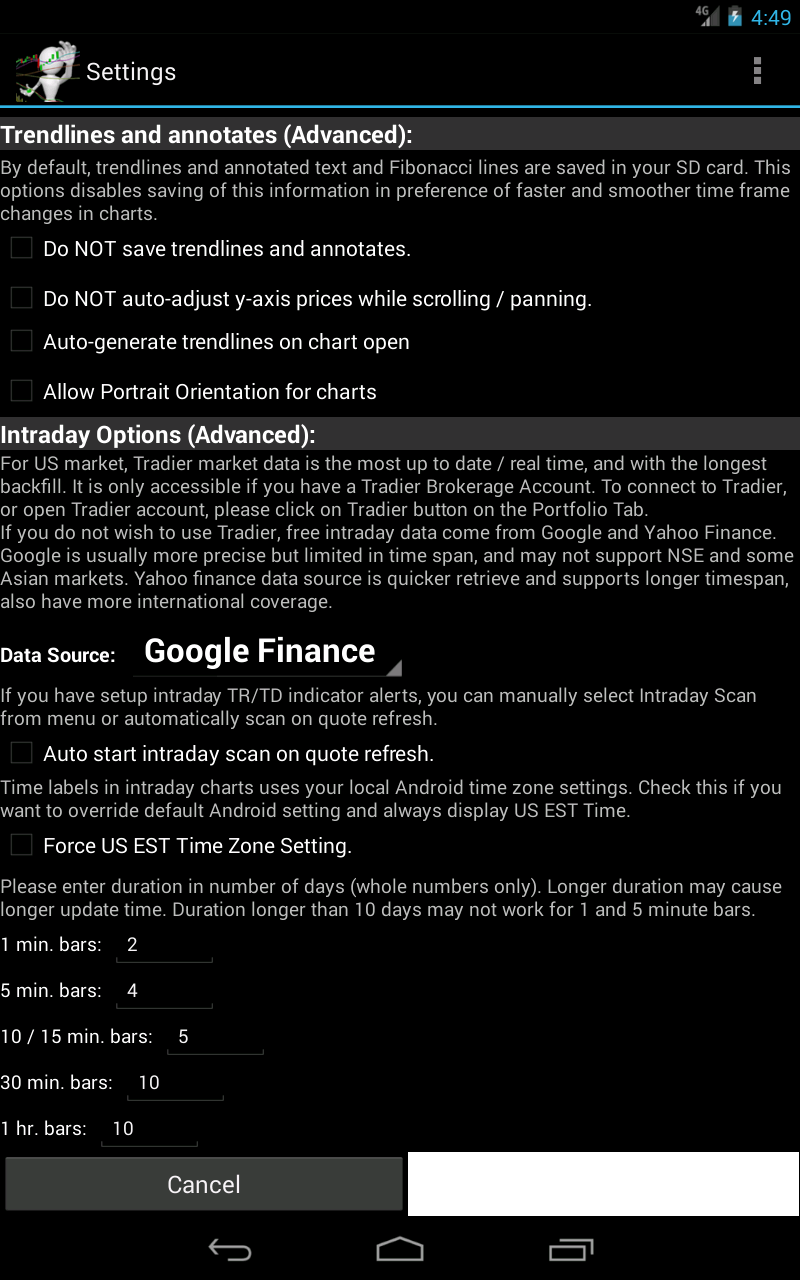 4G 4:49
Settings
Trendlines and annotates (Advanced):
By default, trendlines and annotated text and Fibonacci lines are saved in your SD card. This
options disables saving of this information in preference of faster and smoother time frame
changes in charts.
Do NOT save trendlines and annotates.
Do NOT auto-adjust y-axis prices while scrolling / panning.
Auto-generate trendlines on chart open
Allow Portrait Orientation for charts
Intraday Options (Advanced):
For US market, Tradier market data is the most up to date / real time, and with the longest
backfill. It is only accessible if you have a Tradier Brokerage Account. To connect to Tradier,
or open Tradier account, please click on Tradier button on the Portfolio Tab.
If you do not wish to use Tradier, free intraday data come from Google and Yahoo Finance.
Google is usually more precise but limited in time span, and may not support NSE and some
Asian markets. Yahoo finance data source is quicker retrieve and supports longer timespan,
also have more international coverage.
Data Source: Google Finance
If you have setup intraday TR/TD indicator alerts, you can manually select Intraday Scan
from menu or automatically scan on quote refresh.
Auto start intraday scan on quote refresh.
Time labels in intraday charts uses your local Android time zone settings. Check this if you
want to override default Android setting and always display US EST Time.
Force US EST Time Zone Setting.
Please enter duration in number of days (whole numbers only). Longer duration may cause
longer update time. Duration longer than 10 days may not work for 1 and 5 minute bars.
1 min. bars: 2
5 min. bars: 4
10 / 15 min. bars: 5
30 min. bars: 10
1 hr. bars: 10
Cancel